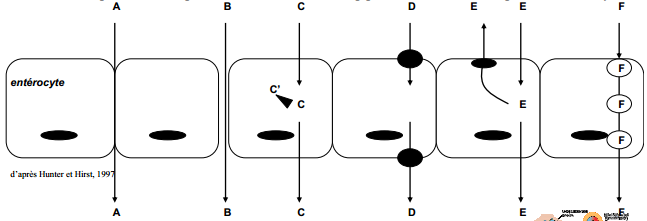 A B C D E E F
entérocyte
C'
C
E
F
F
F
d'après Hunter et Hirst, 1997
A B C D E F